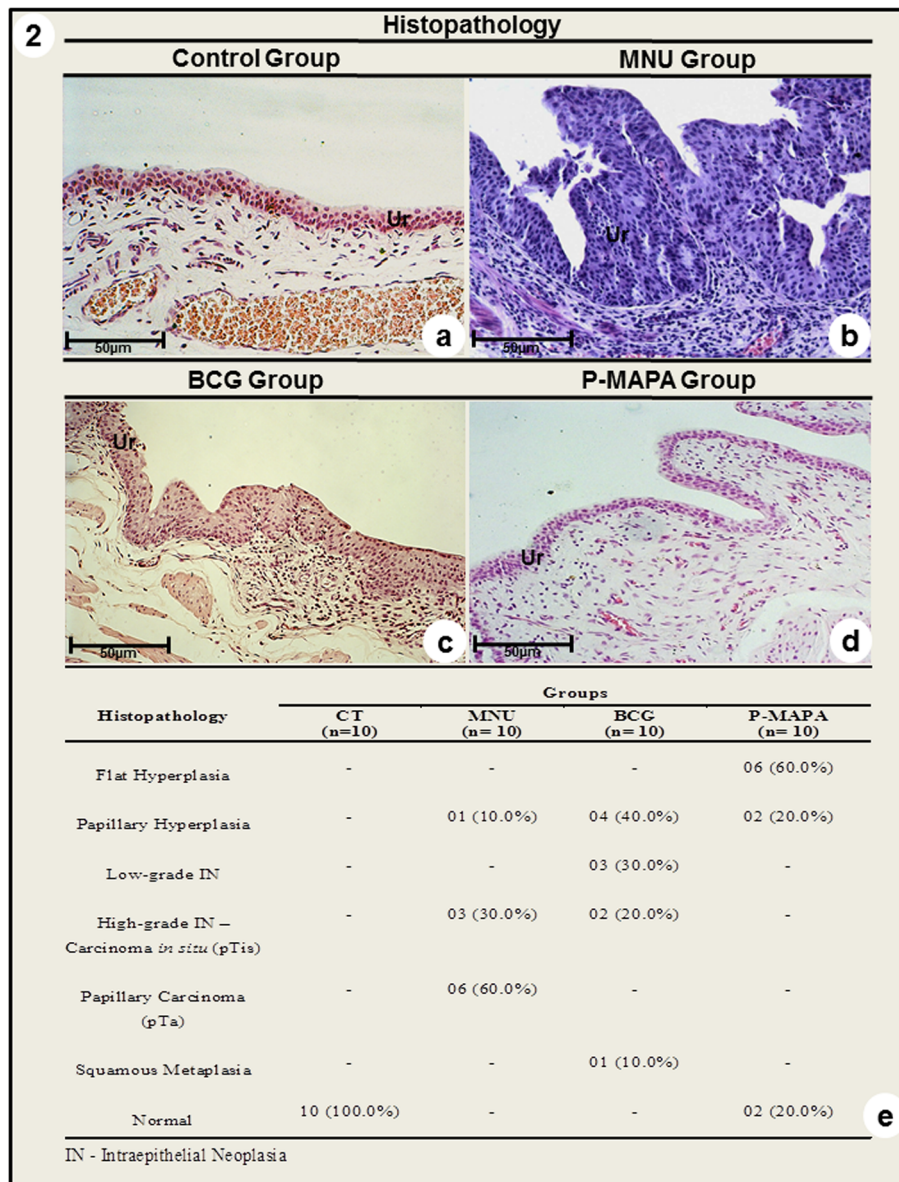 2
Histopathology
Control Group MNU Group
Ur
50µm
a
Ur
50µm
b
BCG Group P-MAPA Group
Ur
50µm
c
Ur
50µm
d
Groups
Histopathology CT MNU BCG P-MAPA
(n=10) (n= 10) (n= 10) (n= 10)
Flat Hyperplasia - - - 06 (60.0%)
Papillary Hyperplasia - 01 (10.0%) 04 (40.0%) 02 (20.0%)
Low-grade IN - - 03 (30.0%) -
High-grade IN – - 03 (30.0%) 02 (20.0%) -
Carcinoma in situ (pTis)
Papillary Carcinoma - 06 (60.0%) - -
(pTa)
Squamous Metaplasia - - 01 (10.0%) -
Normal 10 (100.0%) - - 02 (20.0%)
e
IN - Intraepithelial Neoplasia